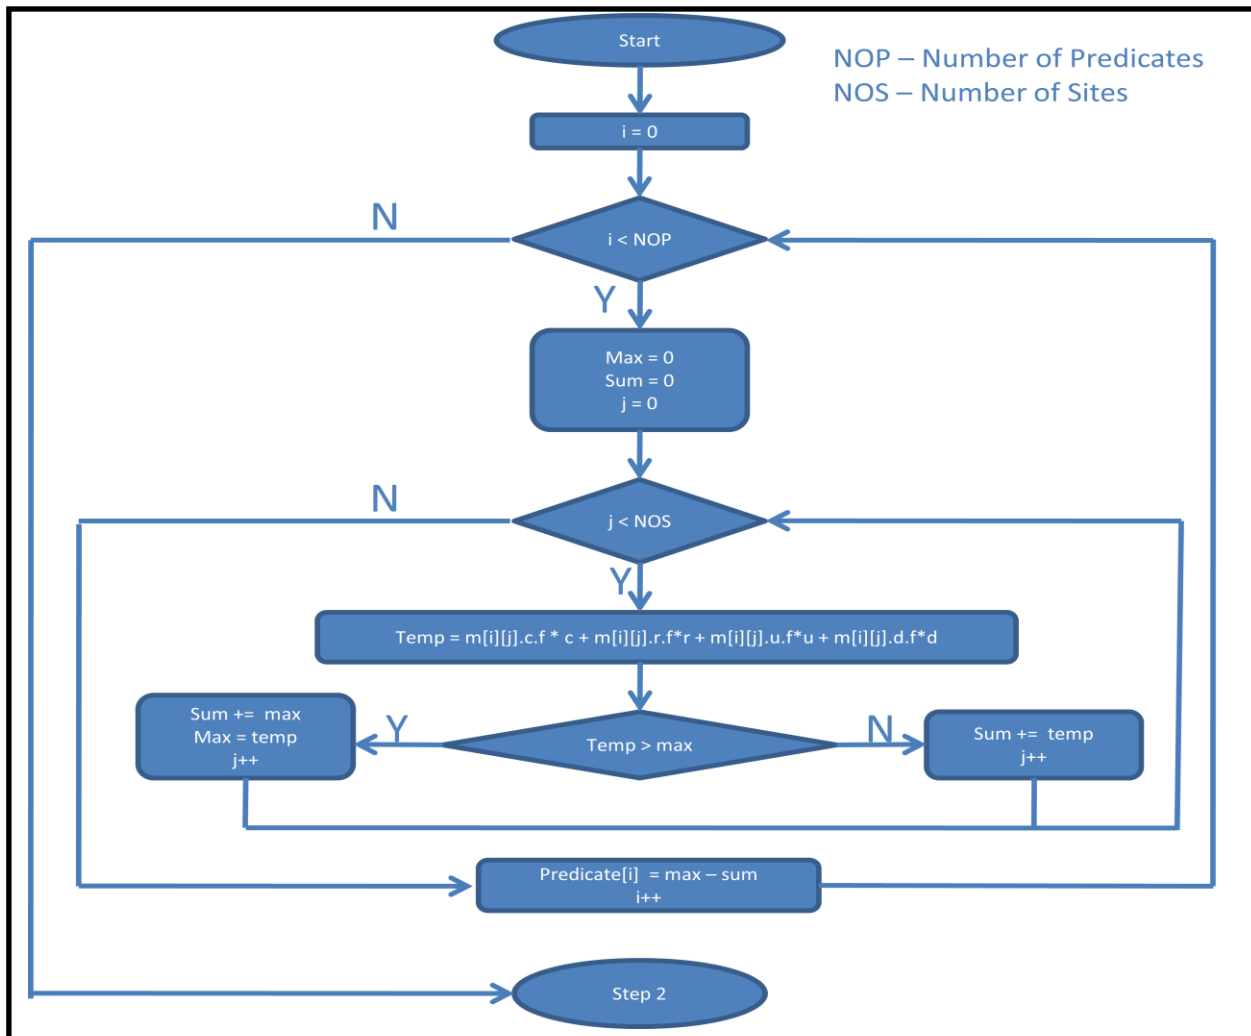 Start
NOP – Number of Predicates
NOS – Number of Sites
i = 0
N
i < NOP
Y
Max = 0
Sum = 0
j = 0
N
j < NOS
Y
Temp = m[i][j].c.f * c + m[i][j].r.f*r + m[i][j].u.f*u + m[i][j].d.f*d
Sum += max
Max = temp
j++
Y
Temp > max
N
Sum += temp
j++
Predicate[i] = max – sum
i++
Step 2